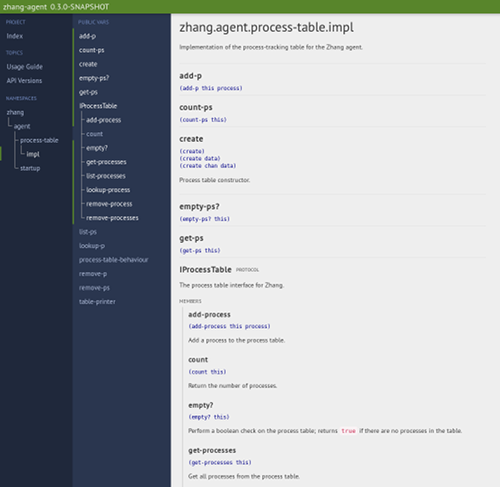 zhang-agent 0.3.0-SNAPSHOT
PROJECT
Index
TOPICS
Usage Guide
API Versions
NAMESPACES
zhang
agent
process-table
impl
startup
PUBLIC VARS
add-p
count-ps
create
empty-ps?
get-ps
IProcessTable
add-process
count
empty?
get-processes
list-processes
lookup-process
remove-process
remove-processes
list-ps
lookup-p
process-table-behaviour
remove-p
remove-ps
table-printer
zhang.agent.process-table.impl
Implementation of the process-tracking table for the Zhang agent.
add-p
(add-p this process)
count-ps
(count-ps this)
create
(create)
(create data)
(create chan data)
Process table constructor.
empty-ps?
(empty-ps? this)
get-ps
(get-ps this)
IProcessTable PROTOCOL
The process table interface for Zhang.
MEMBERS
add-process
(add-process this process)
Add a process to the process table.
count
(count this)
Return the number of processes.
empty?
(empty? this)
Perform a boolean check on the process table; returns true if there are no processes in the table.
get-processes
(get-processes this)
Get all processes from the process table.